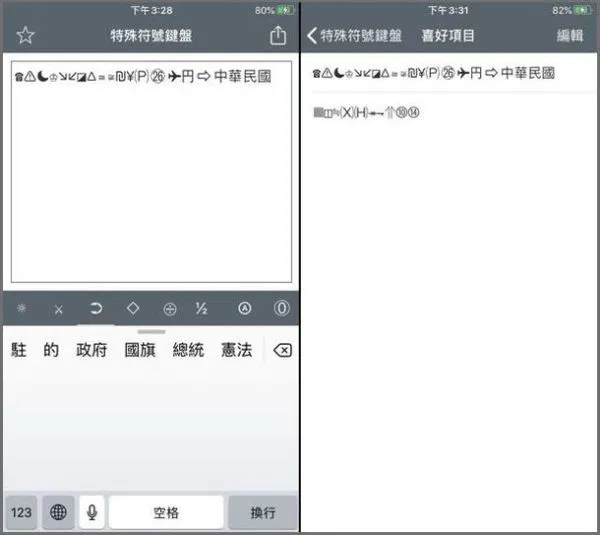 下午3:28 80%
特殊符號鍵盤
☎⚠☾♔⇲⇙◪△≡≅₪¥⒫㉖✈円⇨中華民國
☼ ⚔ ➲ ◇ ½ Ⓐ ⓪
駐 的 政府 國旗 總統 憲法
123 空格 換行
下午3:31 82%
特殊符號鍵盤 喜好項目 編輯
☎⚠☾♔⇲⇙◪△≡≅₪¥⒫㉖✈円⇨中華民國
▩◫≒⒳⒣↠¬⇑⑩⑭